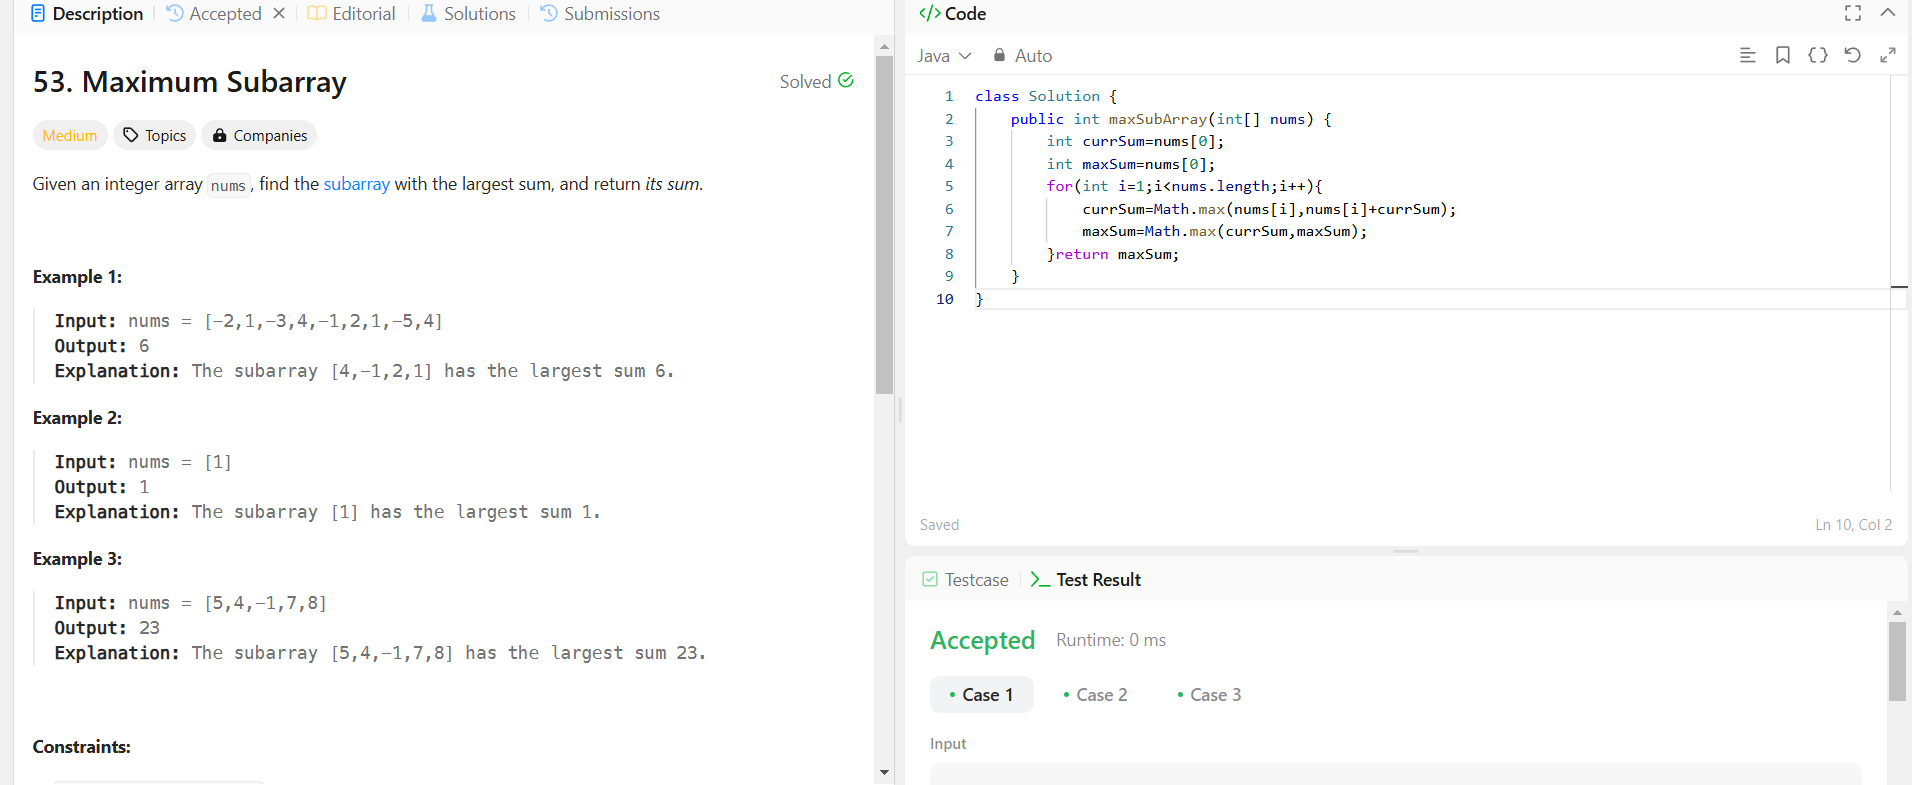 Description
Accepted
Editorial
Solutions
Submissions
53. Maximum Subarray
Solved
Medium
Topics
Companies
Given an integer array nums, find the subarray with the largest sum, and return its sum.
Example 1:
Input: nums = [-2,1,-3,4,-1,2,1,-5,4]
Output: 6
Explanation: The subarray [4,-1,2,1] has the largest sum 6.
Example 2:
Input: nums = [1]
Output: 1
Explanation: The subarray [1] has the largest sum 1.
Example 3:
Input: nums = [5,4,-1,7,8]
Output: 23
Explanation: The subarray [5,4,-1,7,8] has the largest sum 23.
Constraints:
</> Code
Java
Auto
1 class Solution {
2     public int maxSubArray(int[] nums) {
3         int currSum=nums[0];
4         int maxSum=nums[0];
5         for(int i=1;i<nums.length;i++){
6             currSum=Math.max(nums[i],nums[i]+currSum);
7             maxSum=Math.max(currSum,maxSum);
8         }return maxSum;
9     }
10 }
Saved
Ln 10, Col 2
Testcase
Test Result
Accepted
Runtime: 0 ms
• Case 1
• Case 2
• Case 3
Input